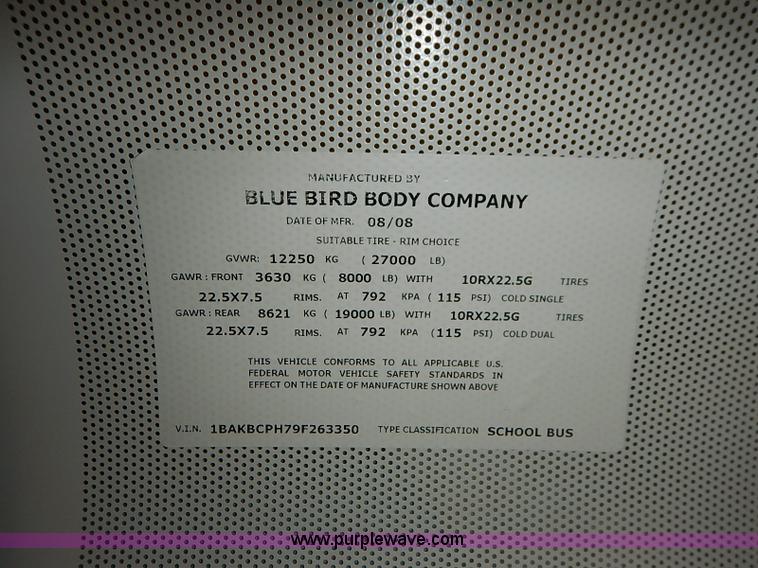 MANUFACTURED BY
BLUE BIRD BODY COMPANY
DATE OF MFR. 08/08
SUITABLE TIRE - RIM CHOICE
GVWR: 12250 KG ( 27000 LB)
GAWR : FRONT 3630 KG ( 8000 LB) WITH 10RX22.5G TIRES
22.5X7.5 RIMS. AT 792 KPA ( 115 PSI) COLD SINGLE
GAWR : REAR 8621 KG ( 19000 LB) WITH 10RX22.5G TIRES
22.5X7.5 RIMS. AT 792 KPA (115 PSI) COLD DUAL
THIS VEHICLE CONFORMS TO ALL APPLICABLE U.S.
FEDERAL MOTOR VEHICLE SAFETY STANDARDS IN
EFFECT ON THE DATE OF MANUFACTURE SHOWN ABOVE
V.I.N. 1BAKBCPH79F263350 TYPE CLASSIFICATION SCHOOL BUS
www.purplewave.com